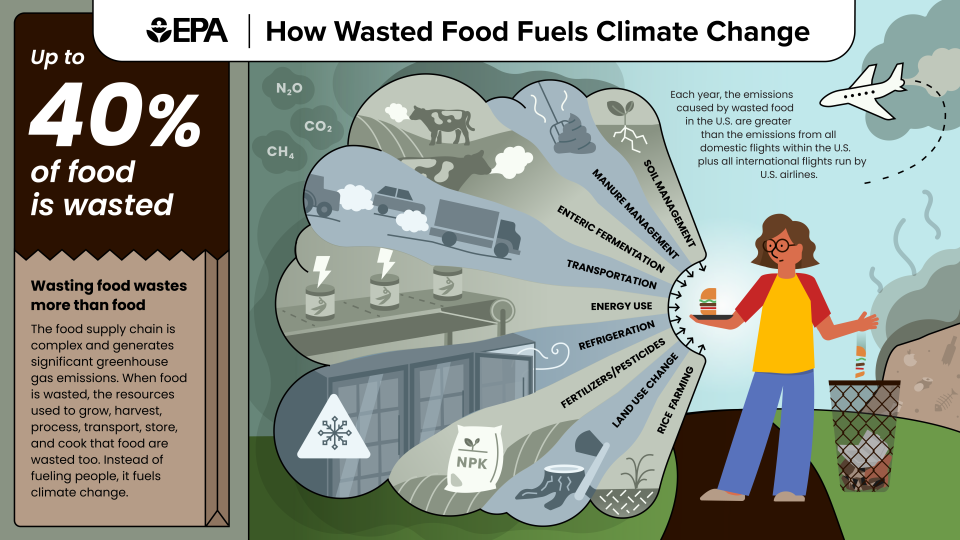 EPA
How Wasted Food Fuels Climate Change
Up to
40%
of food
is wasted
Wasting food wastes
more than food
The food supply chain is
complex and generates
significant greenhouse
gas emissions. When food
is wasted, the resources
used to grow, harvest,
process, transport, store,
and cook that food are
wasted too. Instead of
fueling people, it fuels
climate change.
N₂O
CO₂
CH₄
SOIL MANAGEMENT
MANURE MANAGEMENT
ENTERIC FERMENTATION
TRANSPORTATION
ENERGY USE
REFRIGERATION
FERTILIZERS/PESTICIDES
LAND USE CHANGE
RICE FARMING
NPK
Each year, the emissions
caused by wasted food
in the U.S. are greater
than the emissions from all
domestic flights within the U.S.
plus all international flights run by
U.S. airlines.